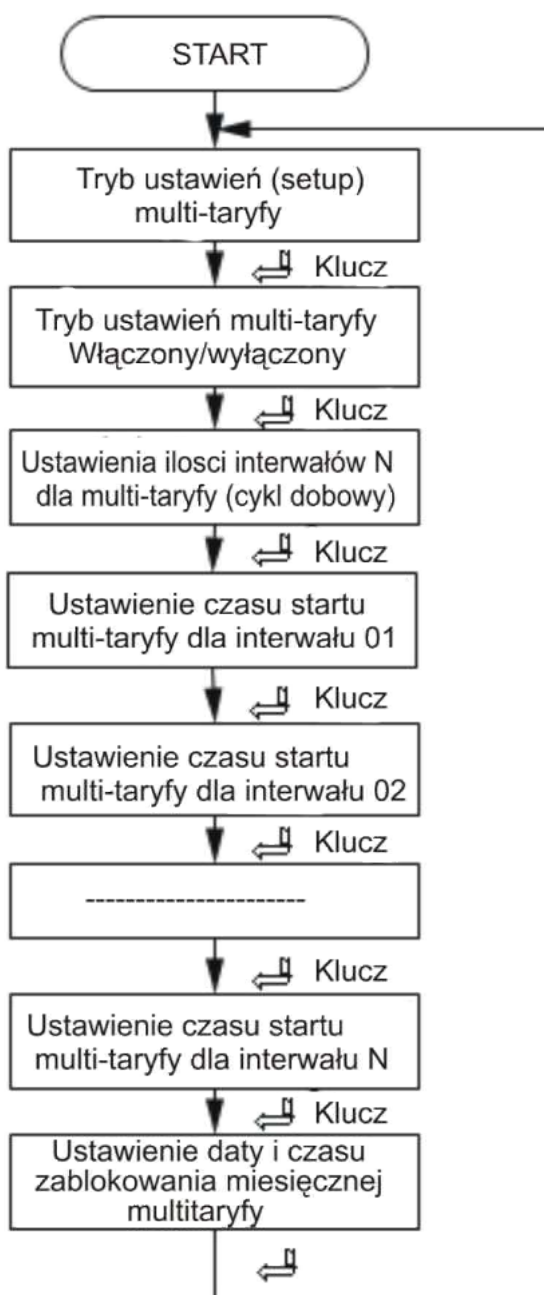 START
Tryb ustawień (setup)
multi-taryfy
Klucz
Tryb ustawień multi-taryfy
Włączony/wyłączony
Klucz
Ustawienia ilosci interwałów N
dla multi-taryfy (cykl dobowy)
Klucz
Ustawienie czasu startu
multi-taryfy dla interwału 01
Klucz
Ustawienie czasu startu
multi-taryfy dla interwału 02
Klucz
----------------------
Klucz
Ustawienie czasu startu
multi-taryfy dla interwału N
Klucz
Ustawienie daty i czasu
zablokowania miesięcznej
multitaryfy